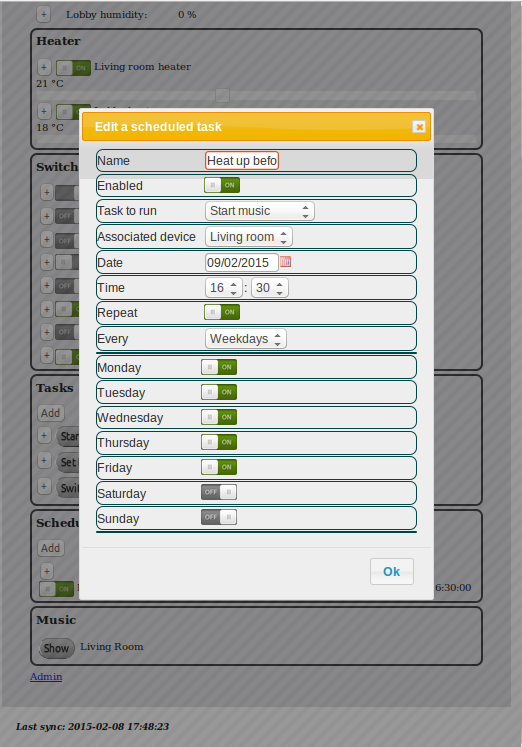 + Lobby humidity: 0 %
Heater
+ ON Living room heater
21 °C
+ ON
18 °C
Edit a scheduled task
Name Heat up befo
Enabled ON
Task to run Start music
Associated device Living room
Date 09/02/2015
Time 16 : 30
Repeat ON
Every Weekdays
Monday ON
Tuesday ON
Wednesday ON
Thursday ON
Friday ON
Saturday OFF
Sunday OFF
Ok
Switch
+
+ OFF
+ OFF
+
+ OFF
+
+ OFF
+
Tasks
Add
+ Star
+ Set
+ Swit
Schedu
Add
+
ON 6:30:00
Music
Show Living Room
Admin
Last sync: 2015-02-08 17:48:23